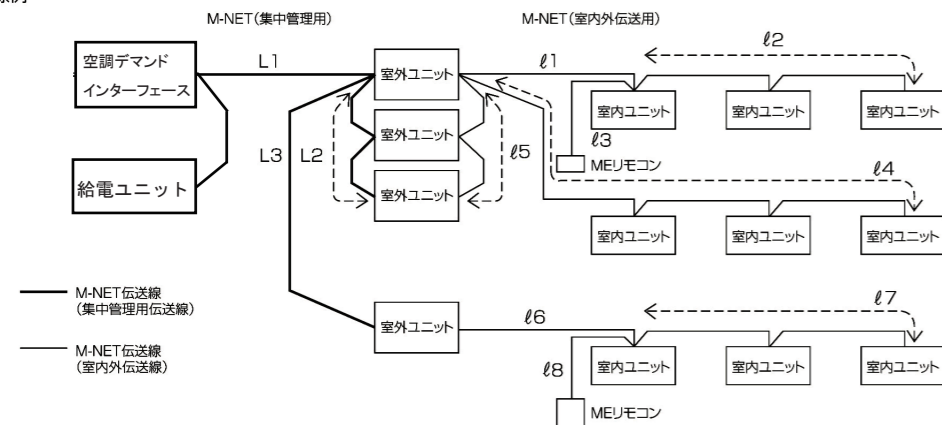 線例
M-NET(集中管理用)
M-NET(室内外伝送用)
空調デマンド
インターフェース
給電ユニット
L1
L2
L3
室外ユニット
室外ユニット
室外ユニット
ℓ1
ℓ2
ℓ3
ℓ4
ℓ5
室内ユニット
室内ユニット
室内ユニット
MEリモコン
室内ユニット
室内ユニット
室内ユニット
M-NET伝送線
(集中管理用伝送線)
M-NET伝送線
(室内外伝送線)
室外ユニット
ℓ6
ℓ7
ℓ8
室内ユニット
室内ユニット
室内ユニット
MEリモコン